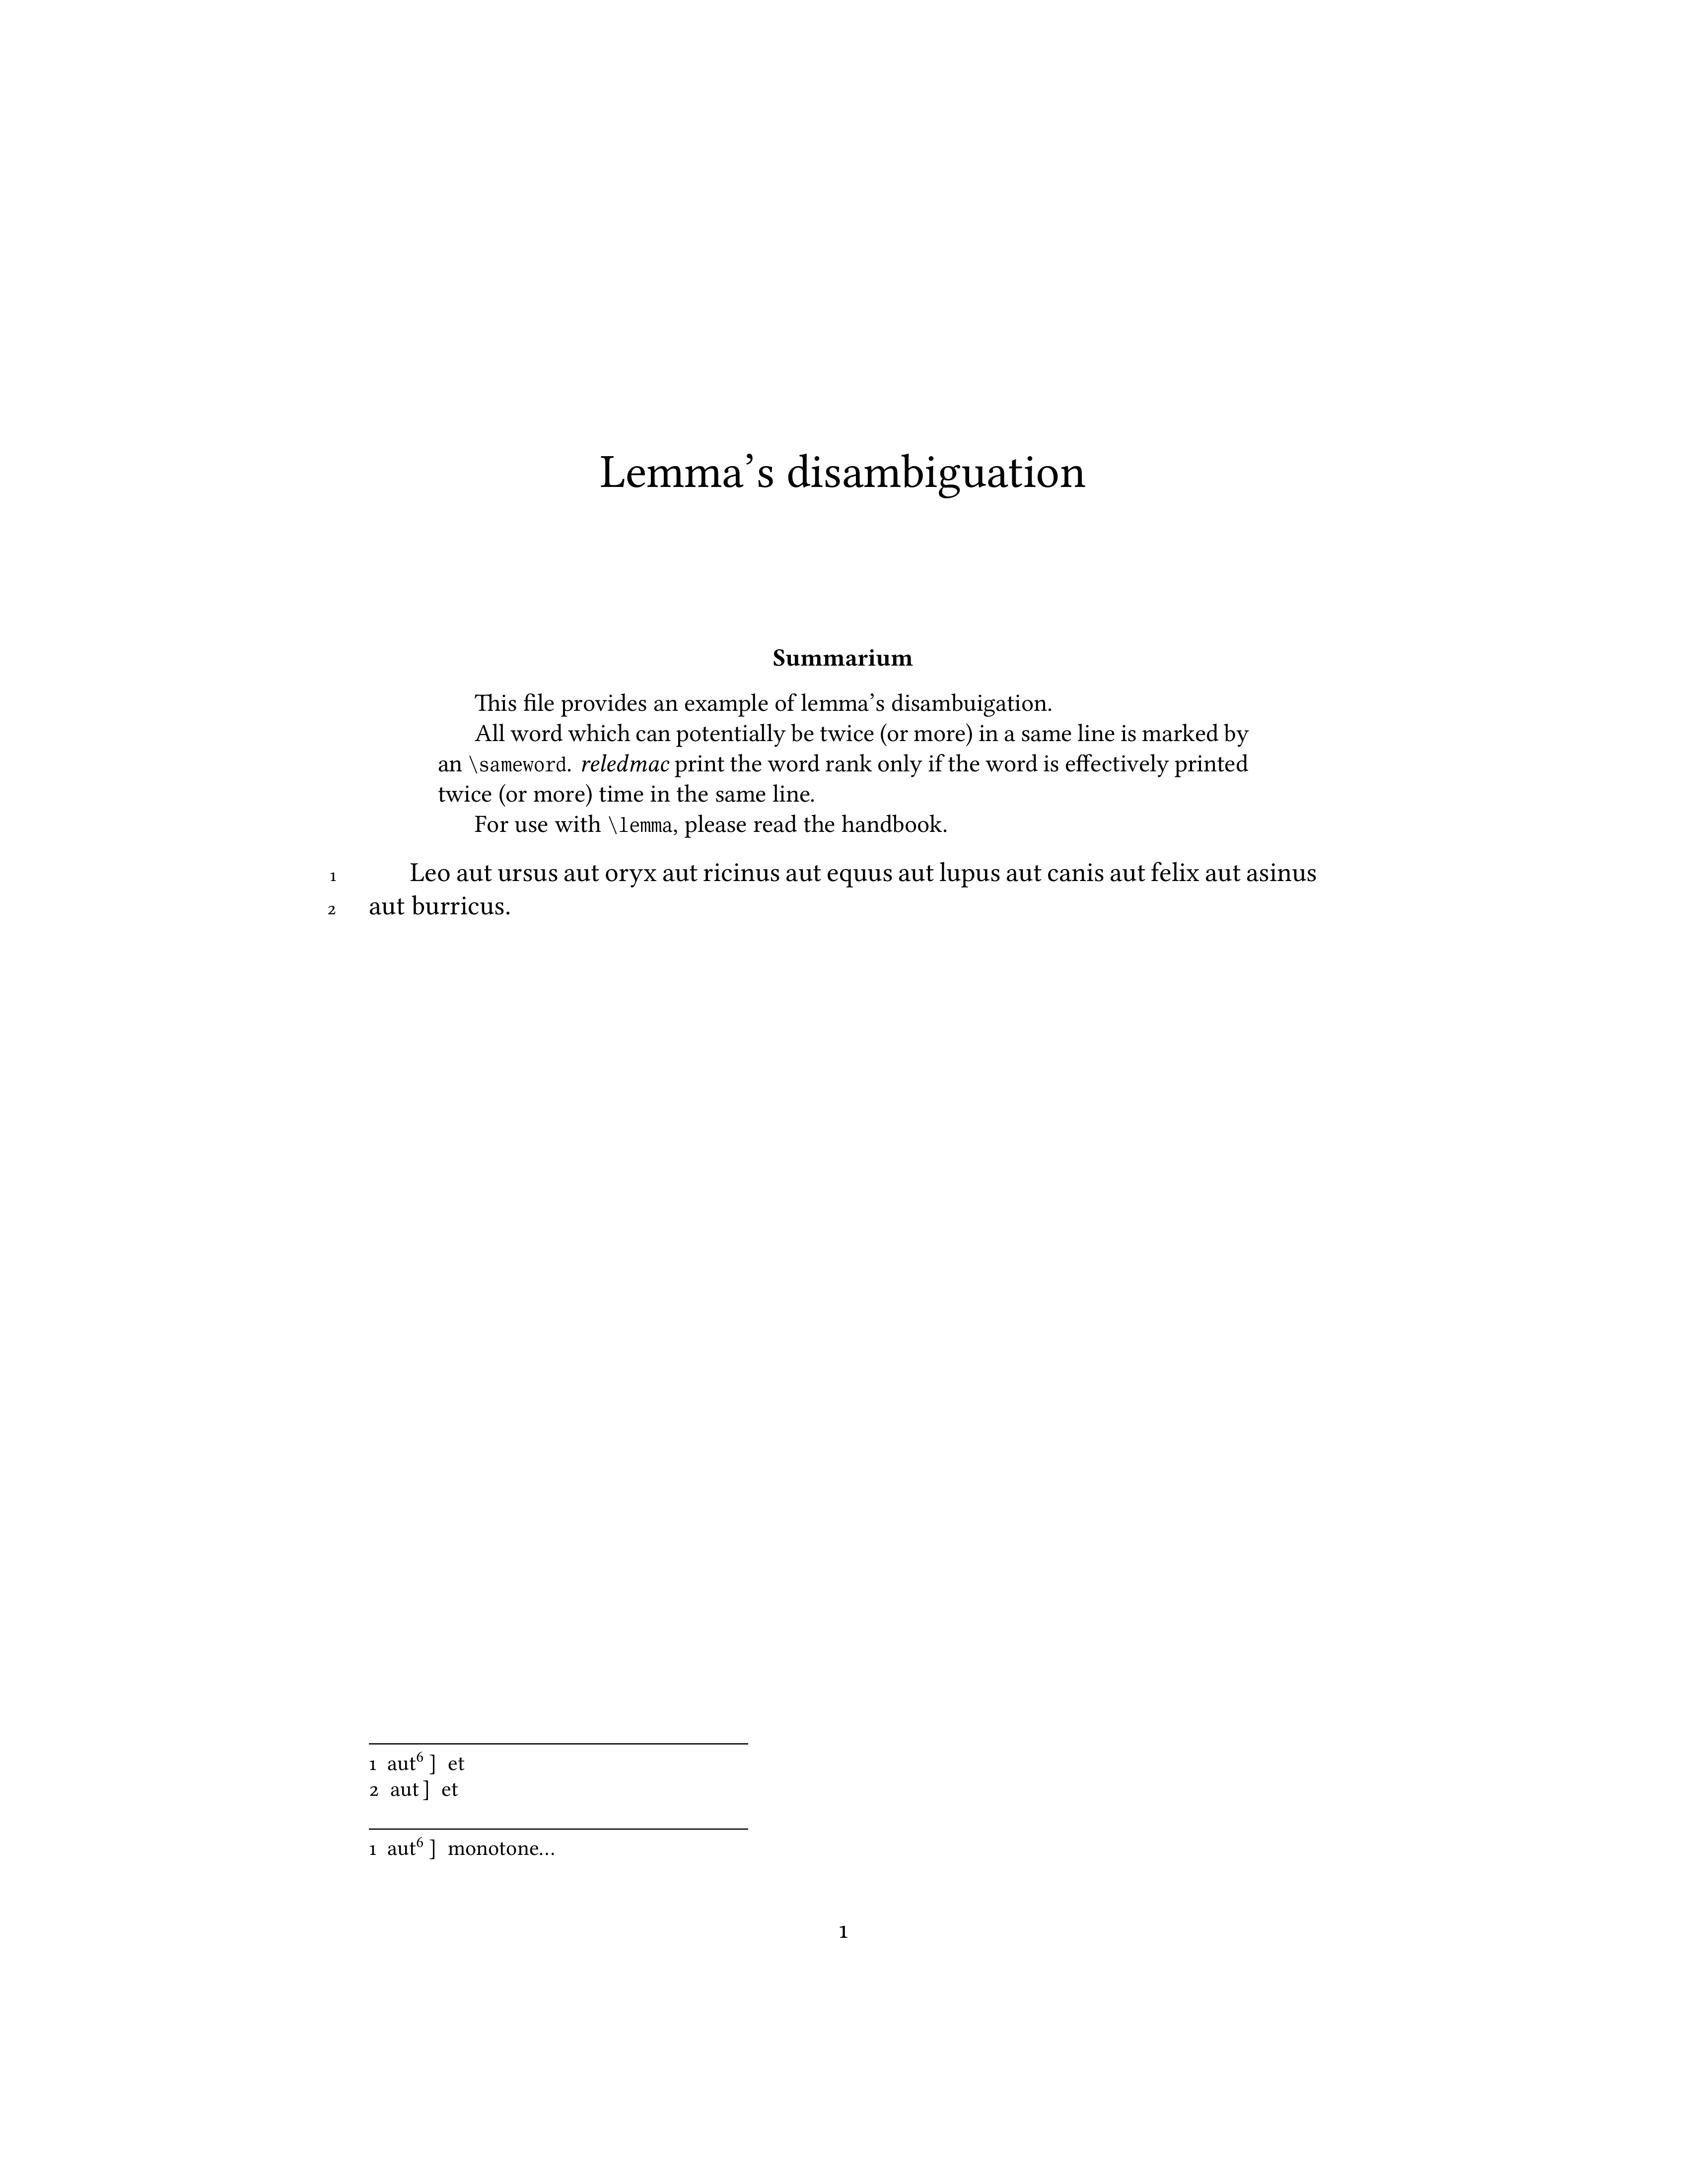 Lemma’s disambiguation
Summarium
This file provides an example of lemma’s disambuigation.
All word which can potentially be twice (or more) in a same line is marked by
an \sameword. reledmac print the word rank only if the word is effectively printed
twice (or more) time in the same line.
For use with \lemma, please read the handbook.
1 Leo aut ursus aut oryx aut ricinus aut equus aut lupus aut canis aut felix aut asinus
2 aut burricus.
1 aut⁶ ] et
2 aut ] et
1 aut⁶ ] monotone…
1